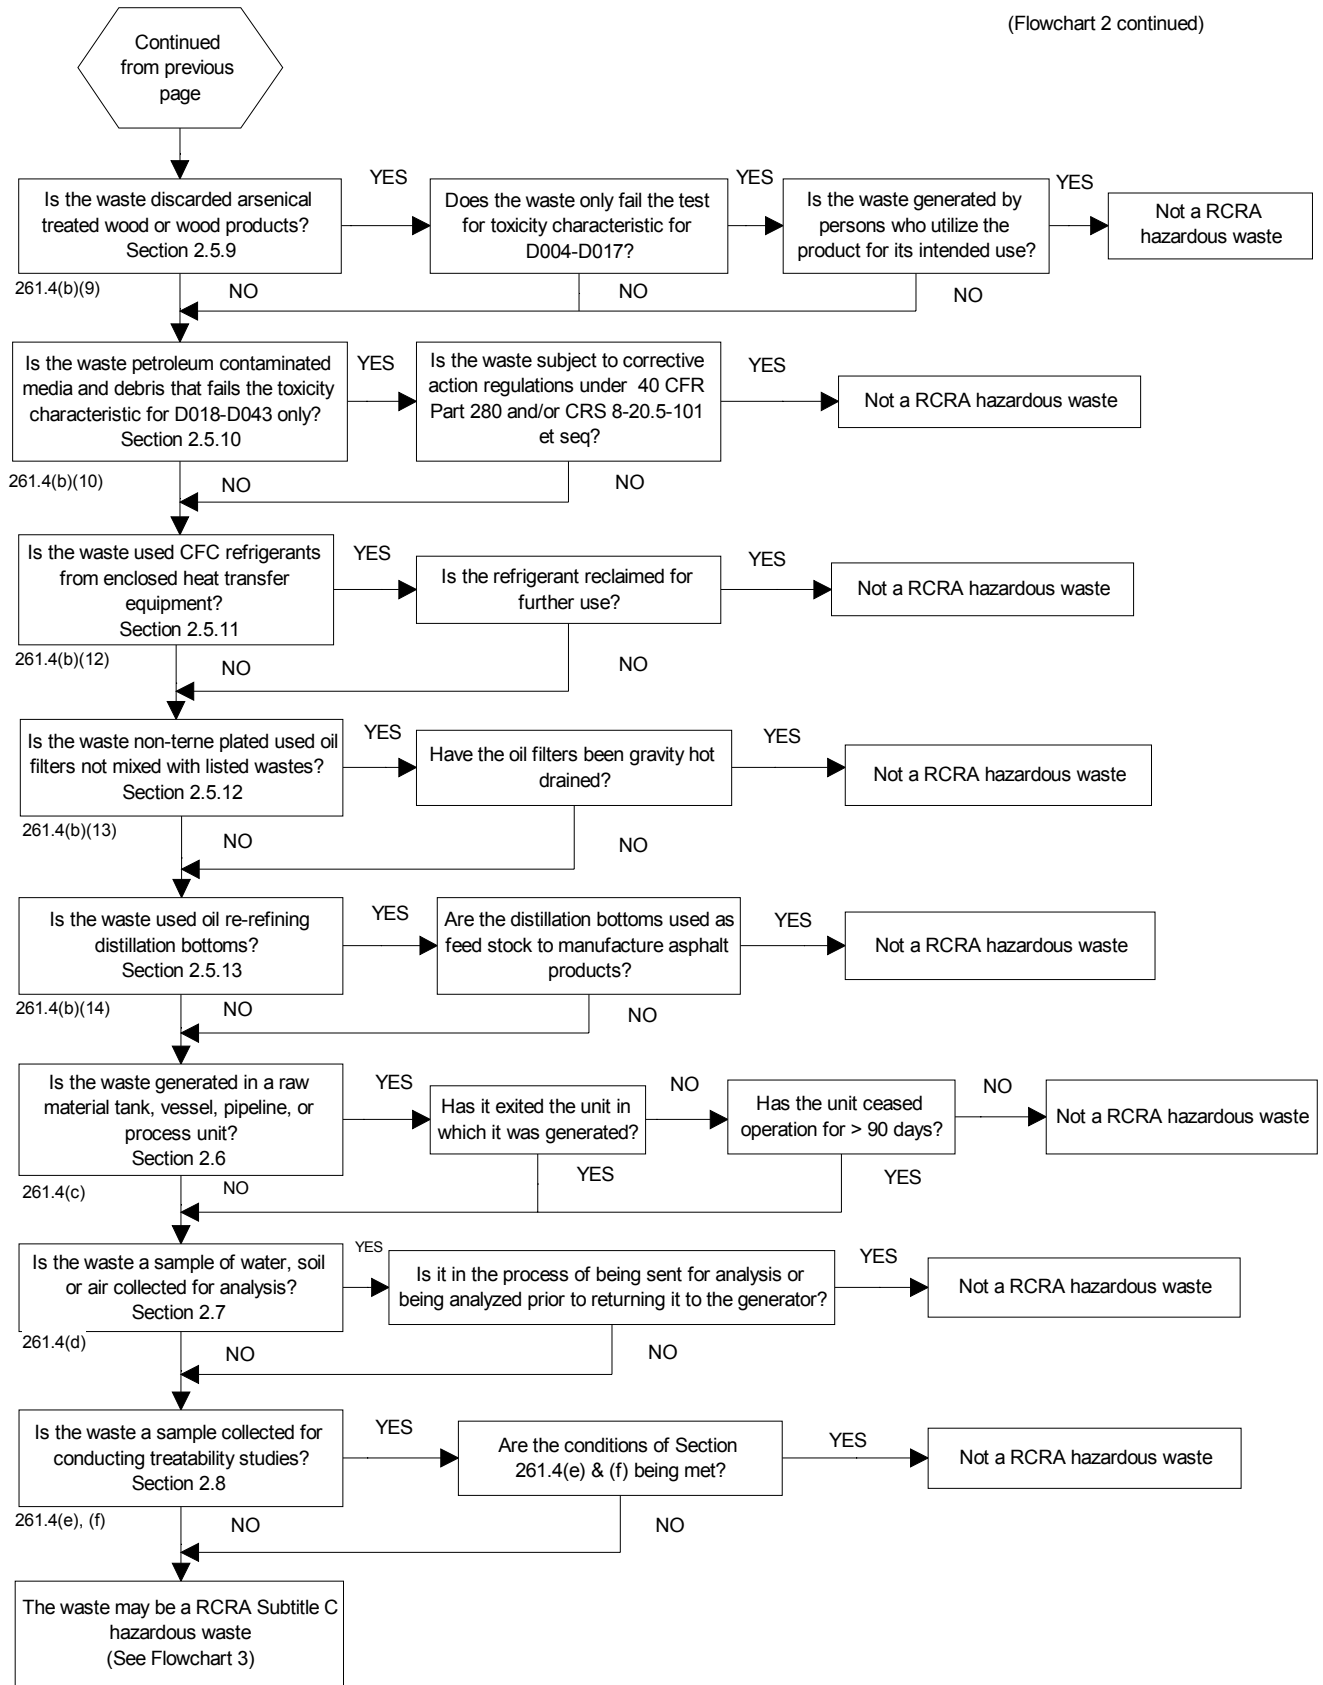 (Flowchart 2 continued)
Continued
from previous
page
Is the waste discarded arsenical
treated wood or wood products?
Section 2.5.9
YES
Does the waste only fail the test
for toxicity characteristic for
D004-D017?
YES
Is the waste generated by
persons who utilize the
product for its intended use?
YES
Not a RCRA
hazardous waste
261.4(b)(9)
NO
NO
NO
Is the waste petroleum contaminated
media and debris that fails the toxicity
characteristic for D018-D043 only?
Section 2.5.10
YES
Is the waste subject to corrective
action regulations under 40 CFR
Part 280 and/or CRS 8-20.5-101
et seq?
YES
Not a RCRA hazardous waste
261.4(b)(10)
NO
NO
Is the waste used CFC refrigerants
from enclosed heat transfer
equipment?
Section 2.5.11
YES
Is the refrigerant reclaimed for
further use?
YES
Not a RCRA hazardous waste
261.4(b)(12)
NO
NO
Is the waste non-terne plated used oil
filters not mixed with listed wastes?
Section 2.5.12
YES
Have the oil filters been gravity hot
drained?
YES
Not a RCRA hazardous waste
261.4(b)(13)
NO
NO
Is the waste used oil re-refining
distillation bottoms?
Section 2.5.13
YES
Are the distillation bottoms used as
feed stock to manufacture asphalt
products?
YES
Not a RCRA hazardous waste
261.4(b)(14)
NO
NO
Is the waste generated in a raw
material tank, vessel, pipeline, or
process unit?
Section 2.6
YES
Has it exited the unit in
which it was generated?
NO
Has the unit ceased
operation for > 90 days?
NO
Not a RCRA hazardous waste
261.4(c)
NO
YES
YES
Is the waste a sample of water, soil
or air collected for analysis?
Section 2.7
YES
Is it in the process of being sent for analysis or
being analyzed prior to returning it to the generator?
YES
Not a RCRA hazardous waste
261.4(d)
NO
NO
Is the waste a sample collected for
conducting treatability studies?
Section 2.8
YES
Are the conditions of Section
261.4(e) & (f) being met?
YES
Not a RCRA hazardous waste
261.4(e), (f)
NO
NO
The waste may be a RCRA Subtitle C
hazardous waste
(See Flowchart 3)